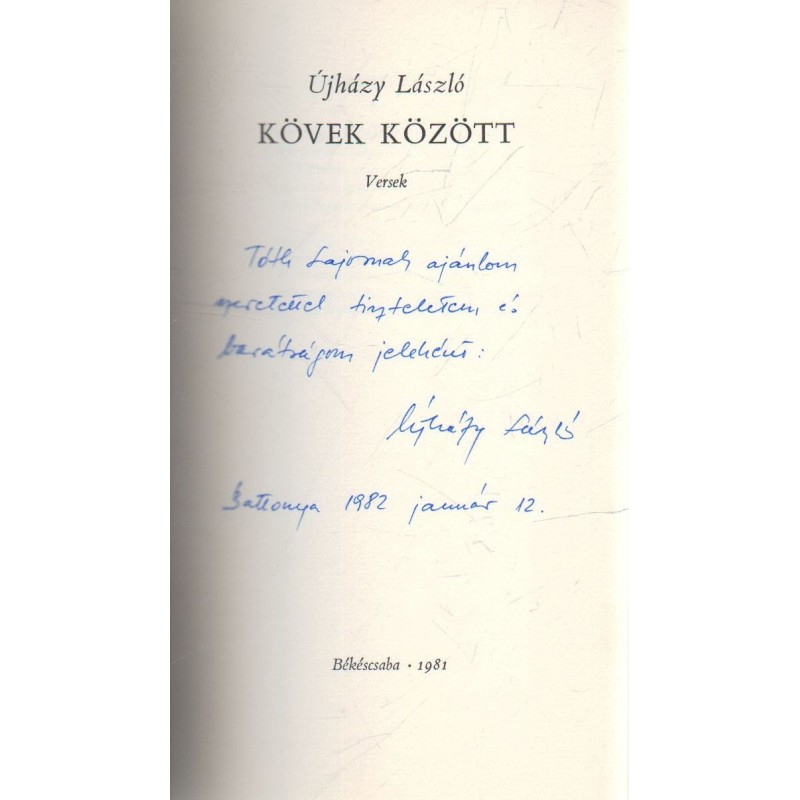 Újházy László
KÖVEK KÖZÖTT
Versek
Tóth Lajosnak ajánlom
szeretettel tiszteletem és
barátságom jeleként:
Újházy László
Battonya 1982 január 12.
Békéscsaba • 1981